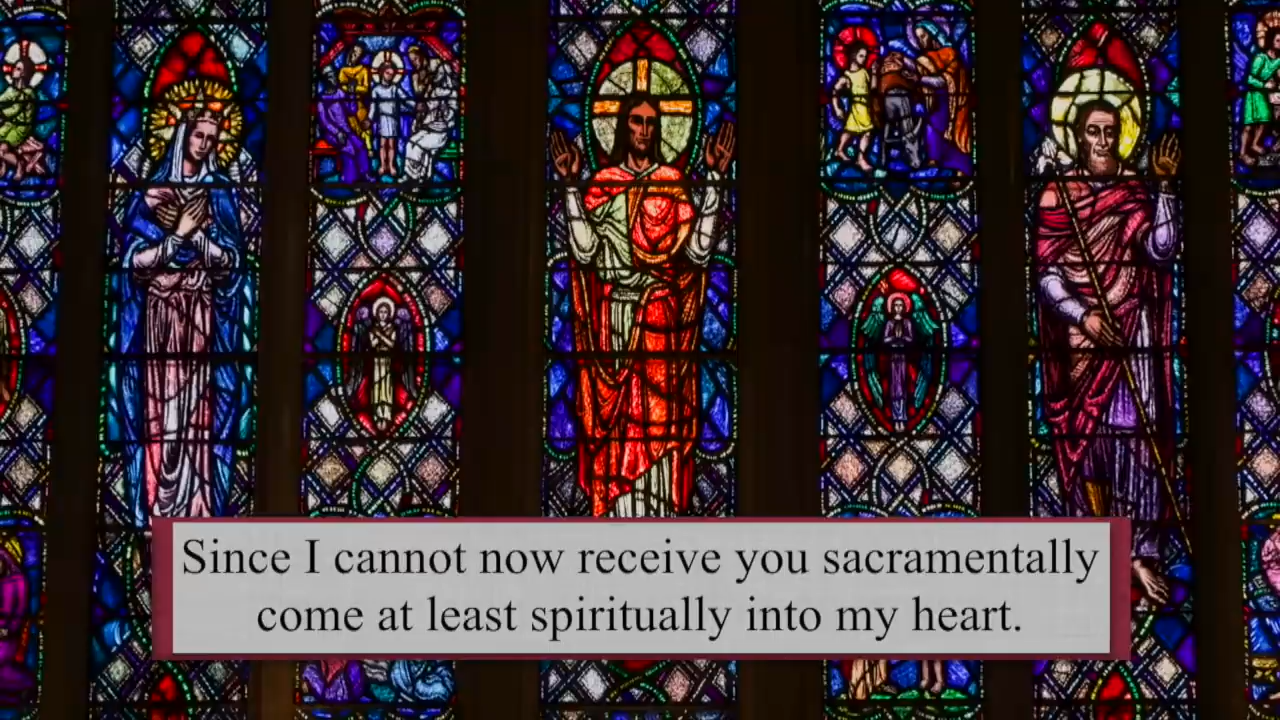 Since I cannot now receive you sacramentally
come at least spiritually into my heart.